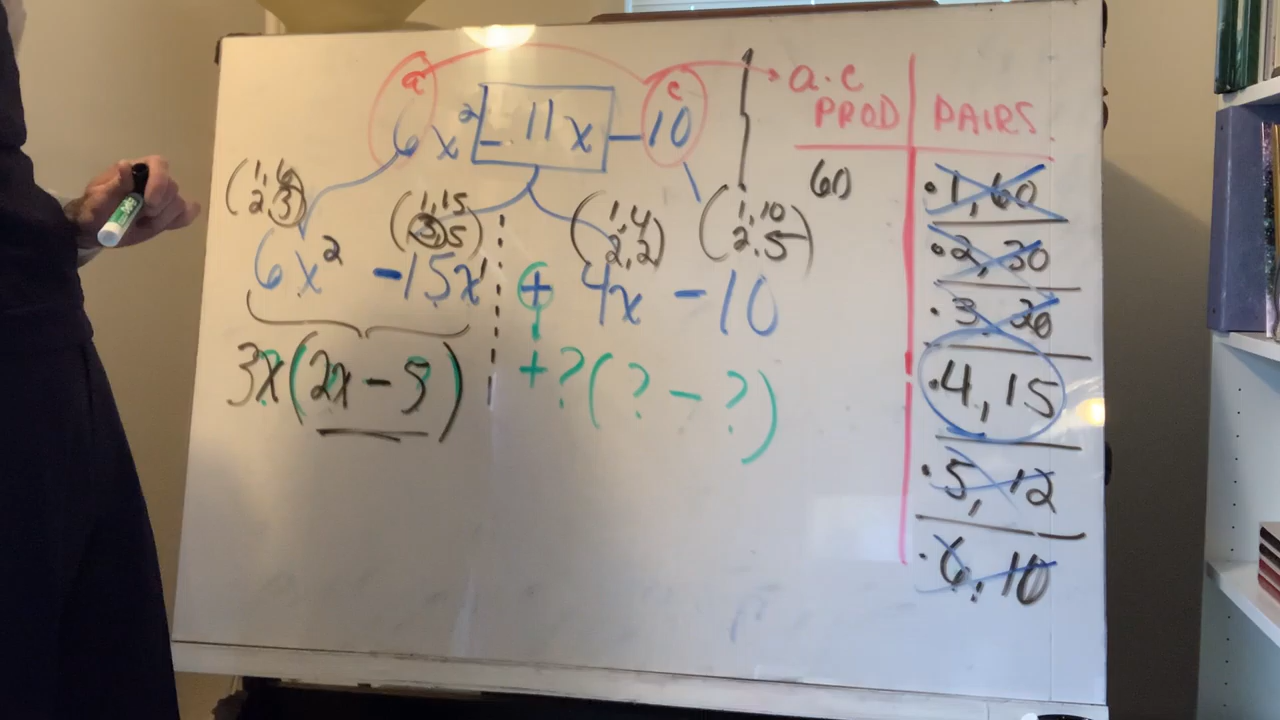 a c
6x² - 11x - 10
(1,6 2,3)
(1,15 3,5)
(1,4 2,2)
(1,10 2,5)
6x² - 15x¹ + 4x - 10
3x(2x - 5) + ?(? - ?)
a·c
PROD
60
PAIRS
·1,60
·2,30
·3,20
·4,15
·5,12
·6,10